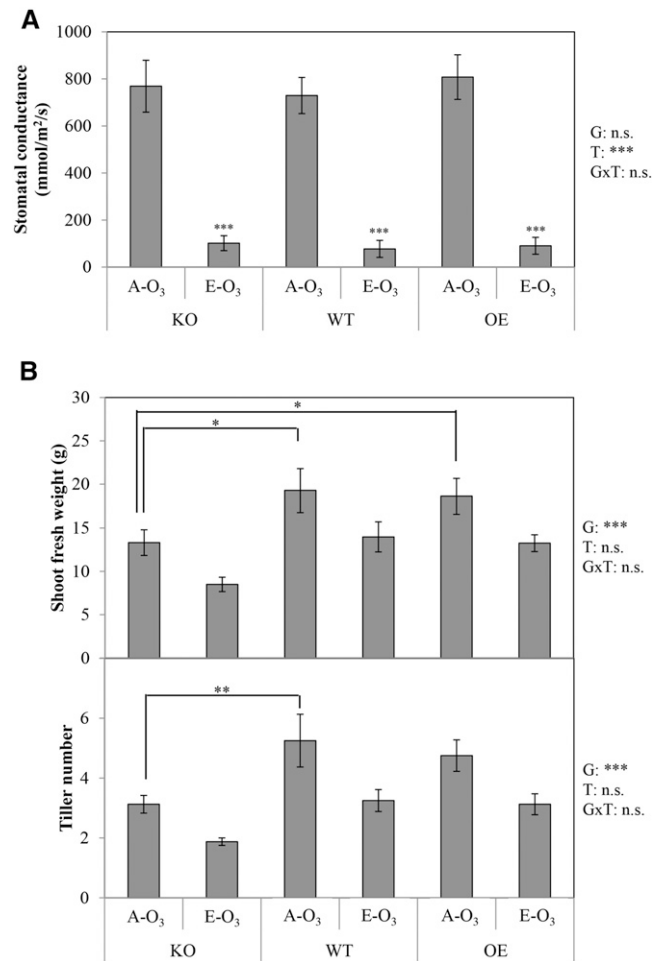 A
Stomatal conductance
(mmol/m²/s)
1000
800
600
400
200
0
***
***
***
G: n.s.
T: ***
GxT: n.s.
A-O₃ E-O₃ A-O₃ E-O₃ A-O₃ E-O₃
KO WT OE
B
Shoot fresh weight (g)
30
25
20
15
10
5
0
*
*
G: ***
T: n.s.
GxT: n.s.
Tiller number
6
4
2
0
**
G: ***
T: n.s.
GxT: n.s.
A-O₃ E-O₃ A-O₃ E-O₃ A-O₃ E-O₃
KO WT OE